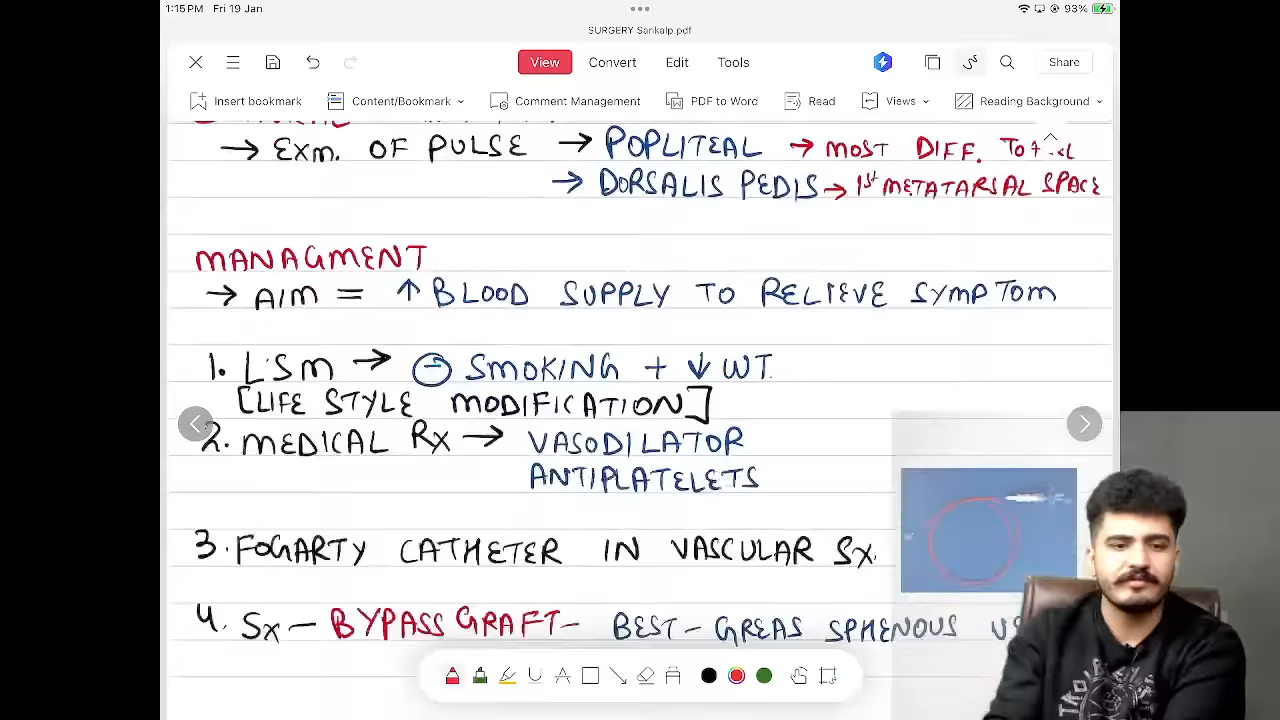 1:15 PM Fri 19 Jan
93%
SURGERY Sankalp.pdf
View Convert Edit Tools Share
Insert bookmark Content/Bookmark Comment Management PDF to Word Read Views Reading Background
→ EXM. OF PULSE → POPLITEAL → MOST DIFF. TO
→ DORSALIS PEDIS → 1st METATARSAL SPACE
MANAGMENT
→ AIM = ↑ BLOOD SUPPLY TO RELIEVE SYMPTOM
1. LSM → ⊖ SMOKING + ↓ WT.
[LIFE STYLE MODIFICATION]
2. MEDICAL Rx → VASODILATOR
ANTIPLATELETS
3. FOGARTY CATHETER IN VASCULAR Sx.
4. Sx – BYPASS GRAFT – BEST – GREAS SPHENOUS